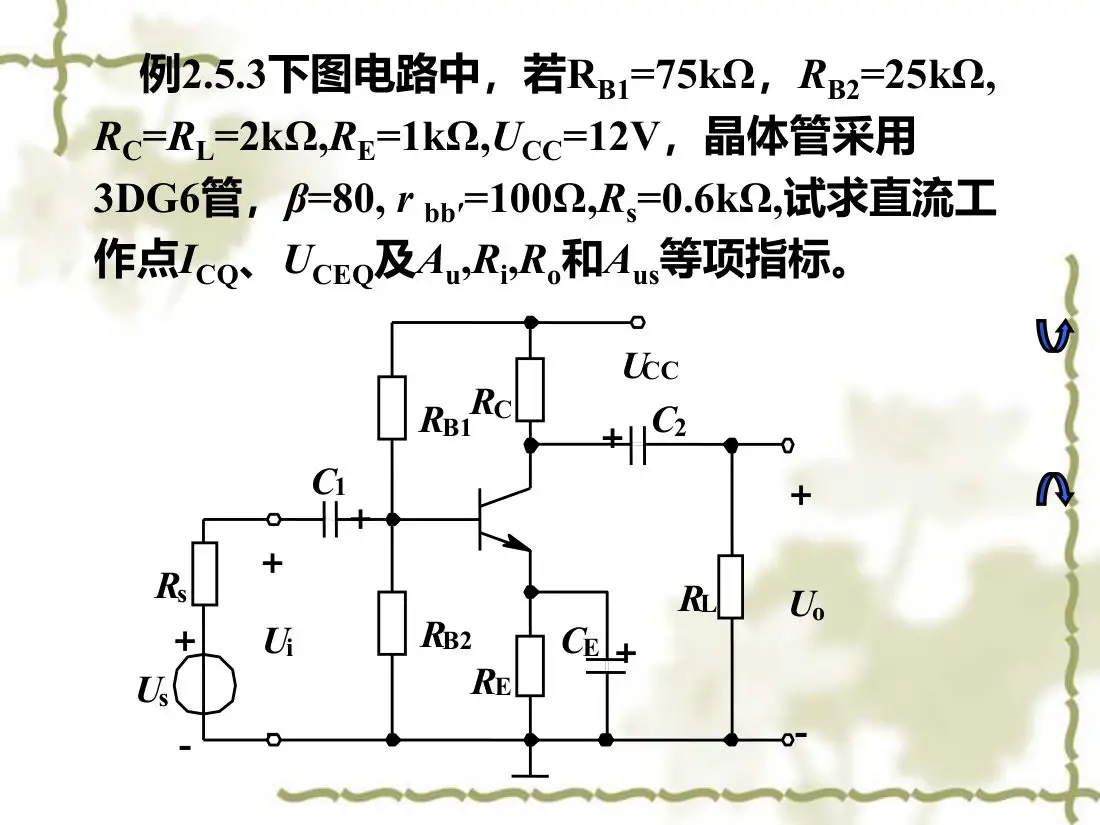 例2.5.3下图电路中，若RB1=75kΩ，RB2=25kΩ,
RC=RL=2kΩ,RE=1kΩ,UCC=12V，晶体管采用
3DG6管，β=80, r bb′=100Ω,Rs=0.6kΩ,试求直流工
作点ICQ、UCEQ及Au,Ri,Ro和Aus等项指标。
UCC
RB1
RC
+
C2
C1
+
+
+
Rs
RL
Uo
+
Ui
RB2
CE
+
Us
RE
-
-